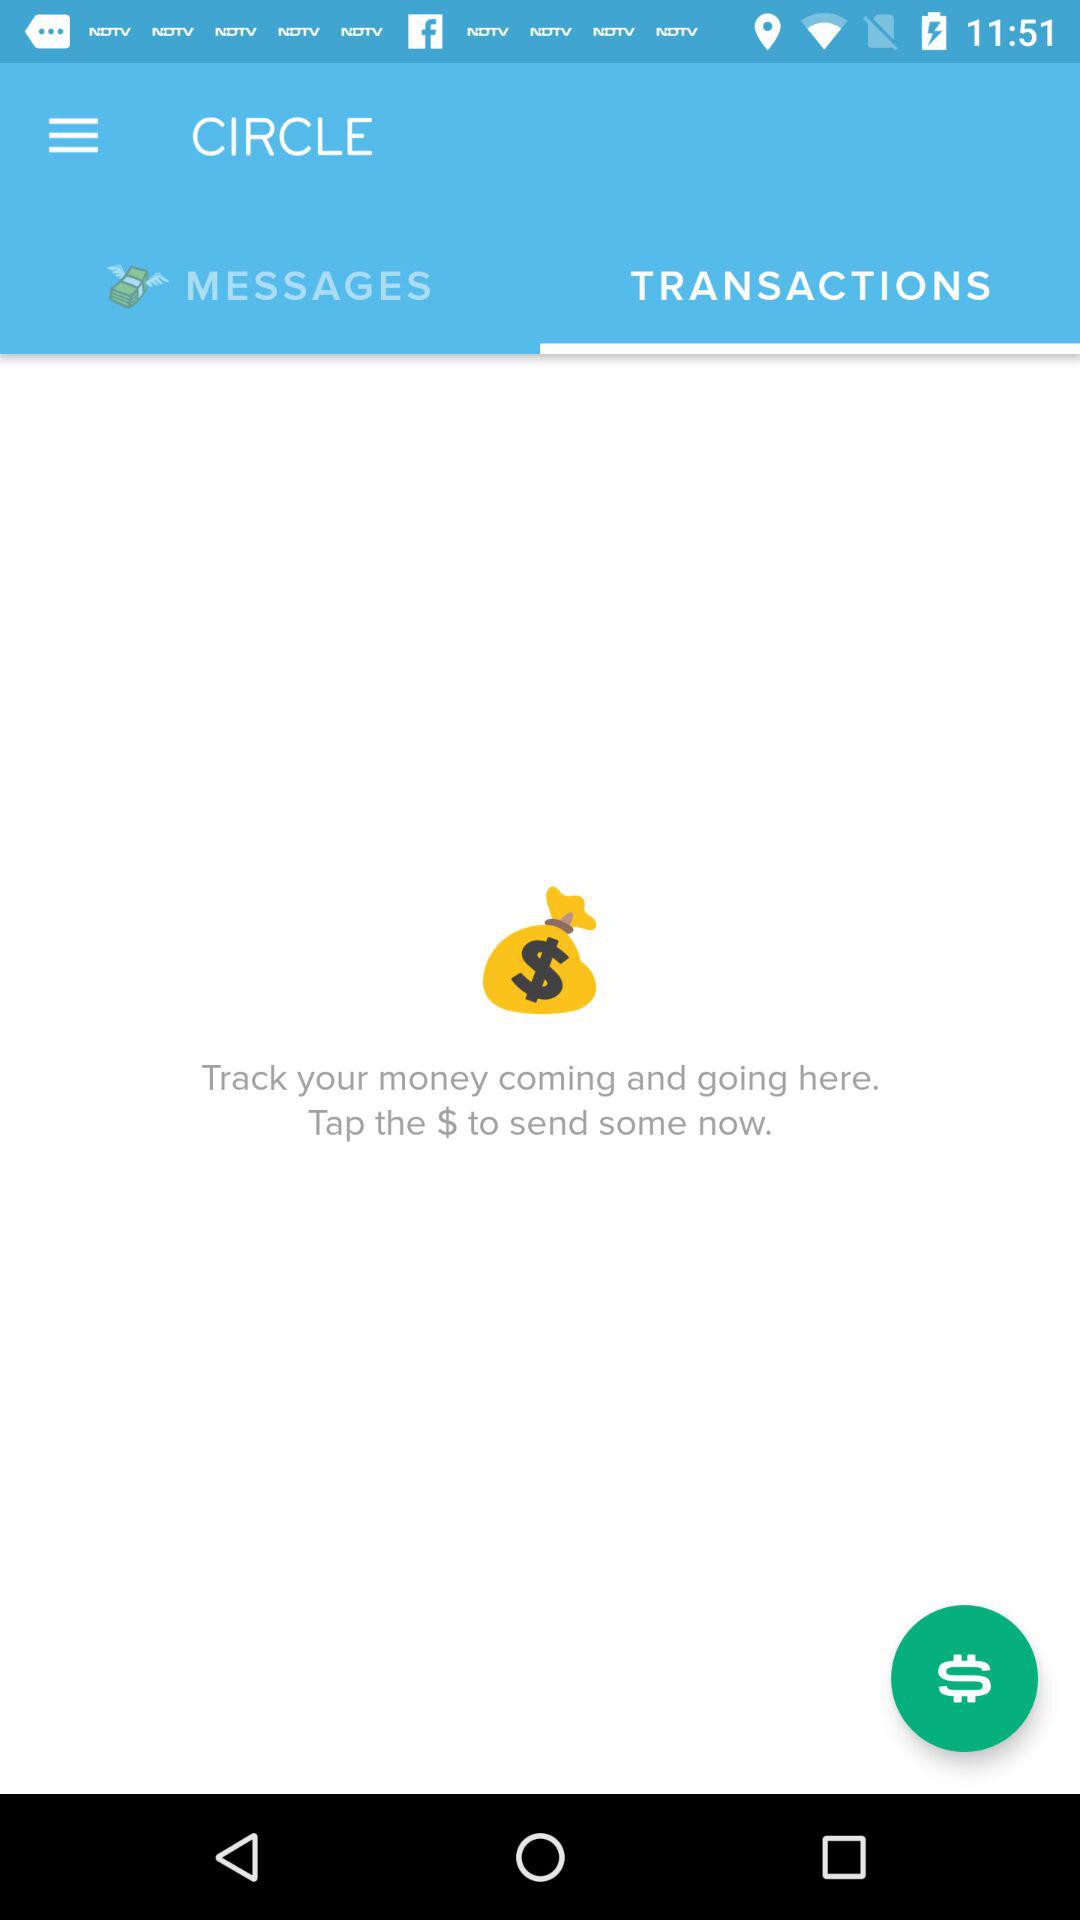 NDTV NDTV NDTV NDTV NDTV NDTV NDTV NDTV NDTV 11:51
CIRCLE
MESSAGES TRANSACTIONS
$
Track your money coming and going here.
Tap the $ to send some now.
$